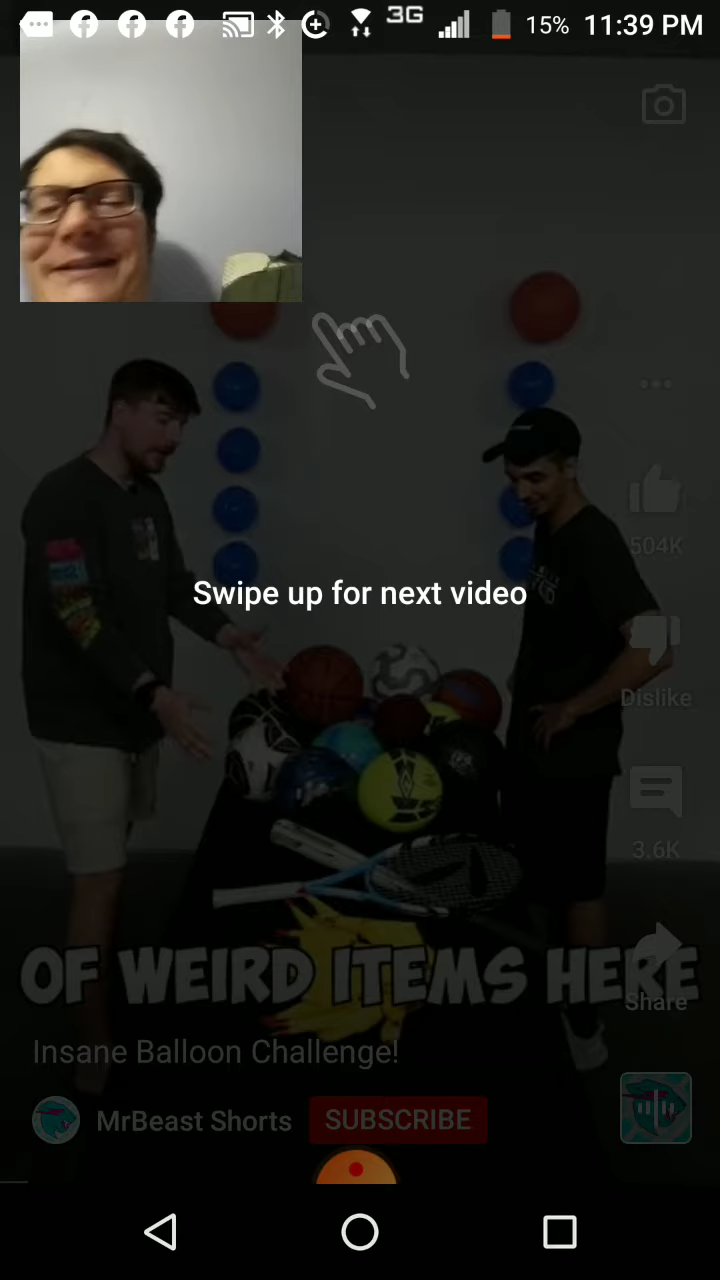 3G 15% 11:39 PM
504K
Swipe up for next video
Dislike
3.6K
OF WEIRD ITEMS HERE
Share
Insane Balloon Challenge!
MrBeast Shorts SUBSCRIBE